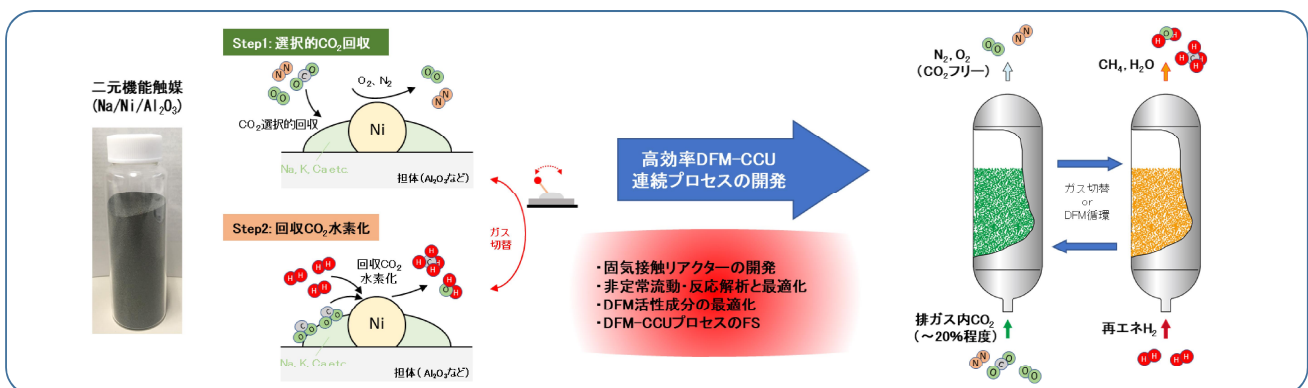 二元機能触媒
(Na/Ni/Al₂O₃)
Step1: 選択的CO₂回収
N
N
O
C
O
O
O
O₂、N₂
O
O
N
N
CO₂選択的回収
Ni
Na, K, Ca etc.
担体(Al₂O₃など)
Step2: 回収CO₂水素化
ガス
切替
H
H
H
H
H
H
回収CO₂
水素化
H
H
C
H
H
H
O
H
O
C
O
O
C
O
Ni
Na, K, Ca etc.
担体(Al₂O₃など)
高効率DFM-CCU
連続プロセスの開発
・固気接触リアクターの開発
・非定常流動・反応解析と最適化
・DFM活性成分の最適化
・DFM-CCUプロセスのFS
O
O
N
N
N₂, O₂
(CO₂フリー)
H
O
H
H
H
C
H
H
CH₄, H₂O
ガス切替
or
DFM循環
排ガス内CO₂
(~20%程度)
N
N
O
C
O
O
O
再エネH₂
H
H
H
H